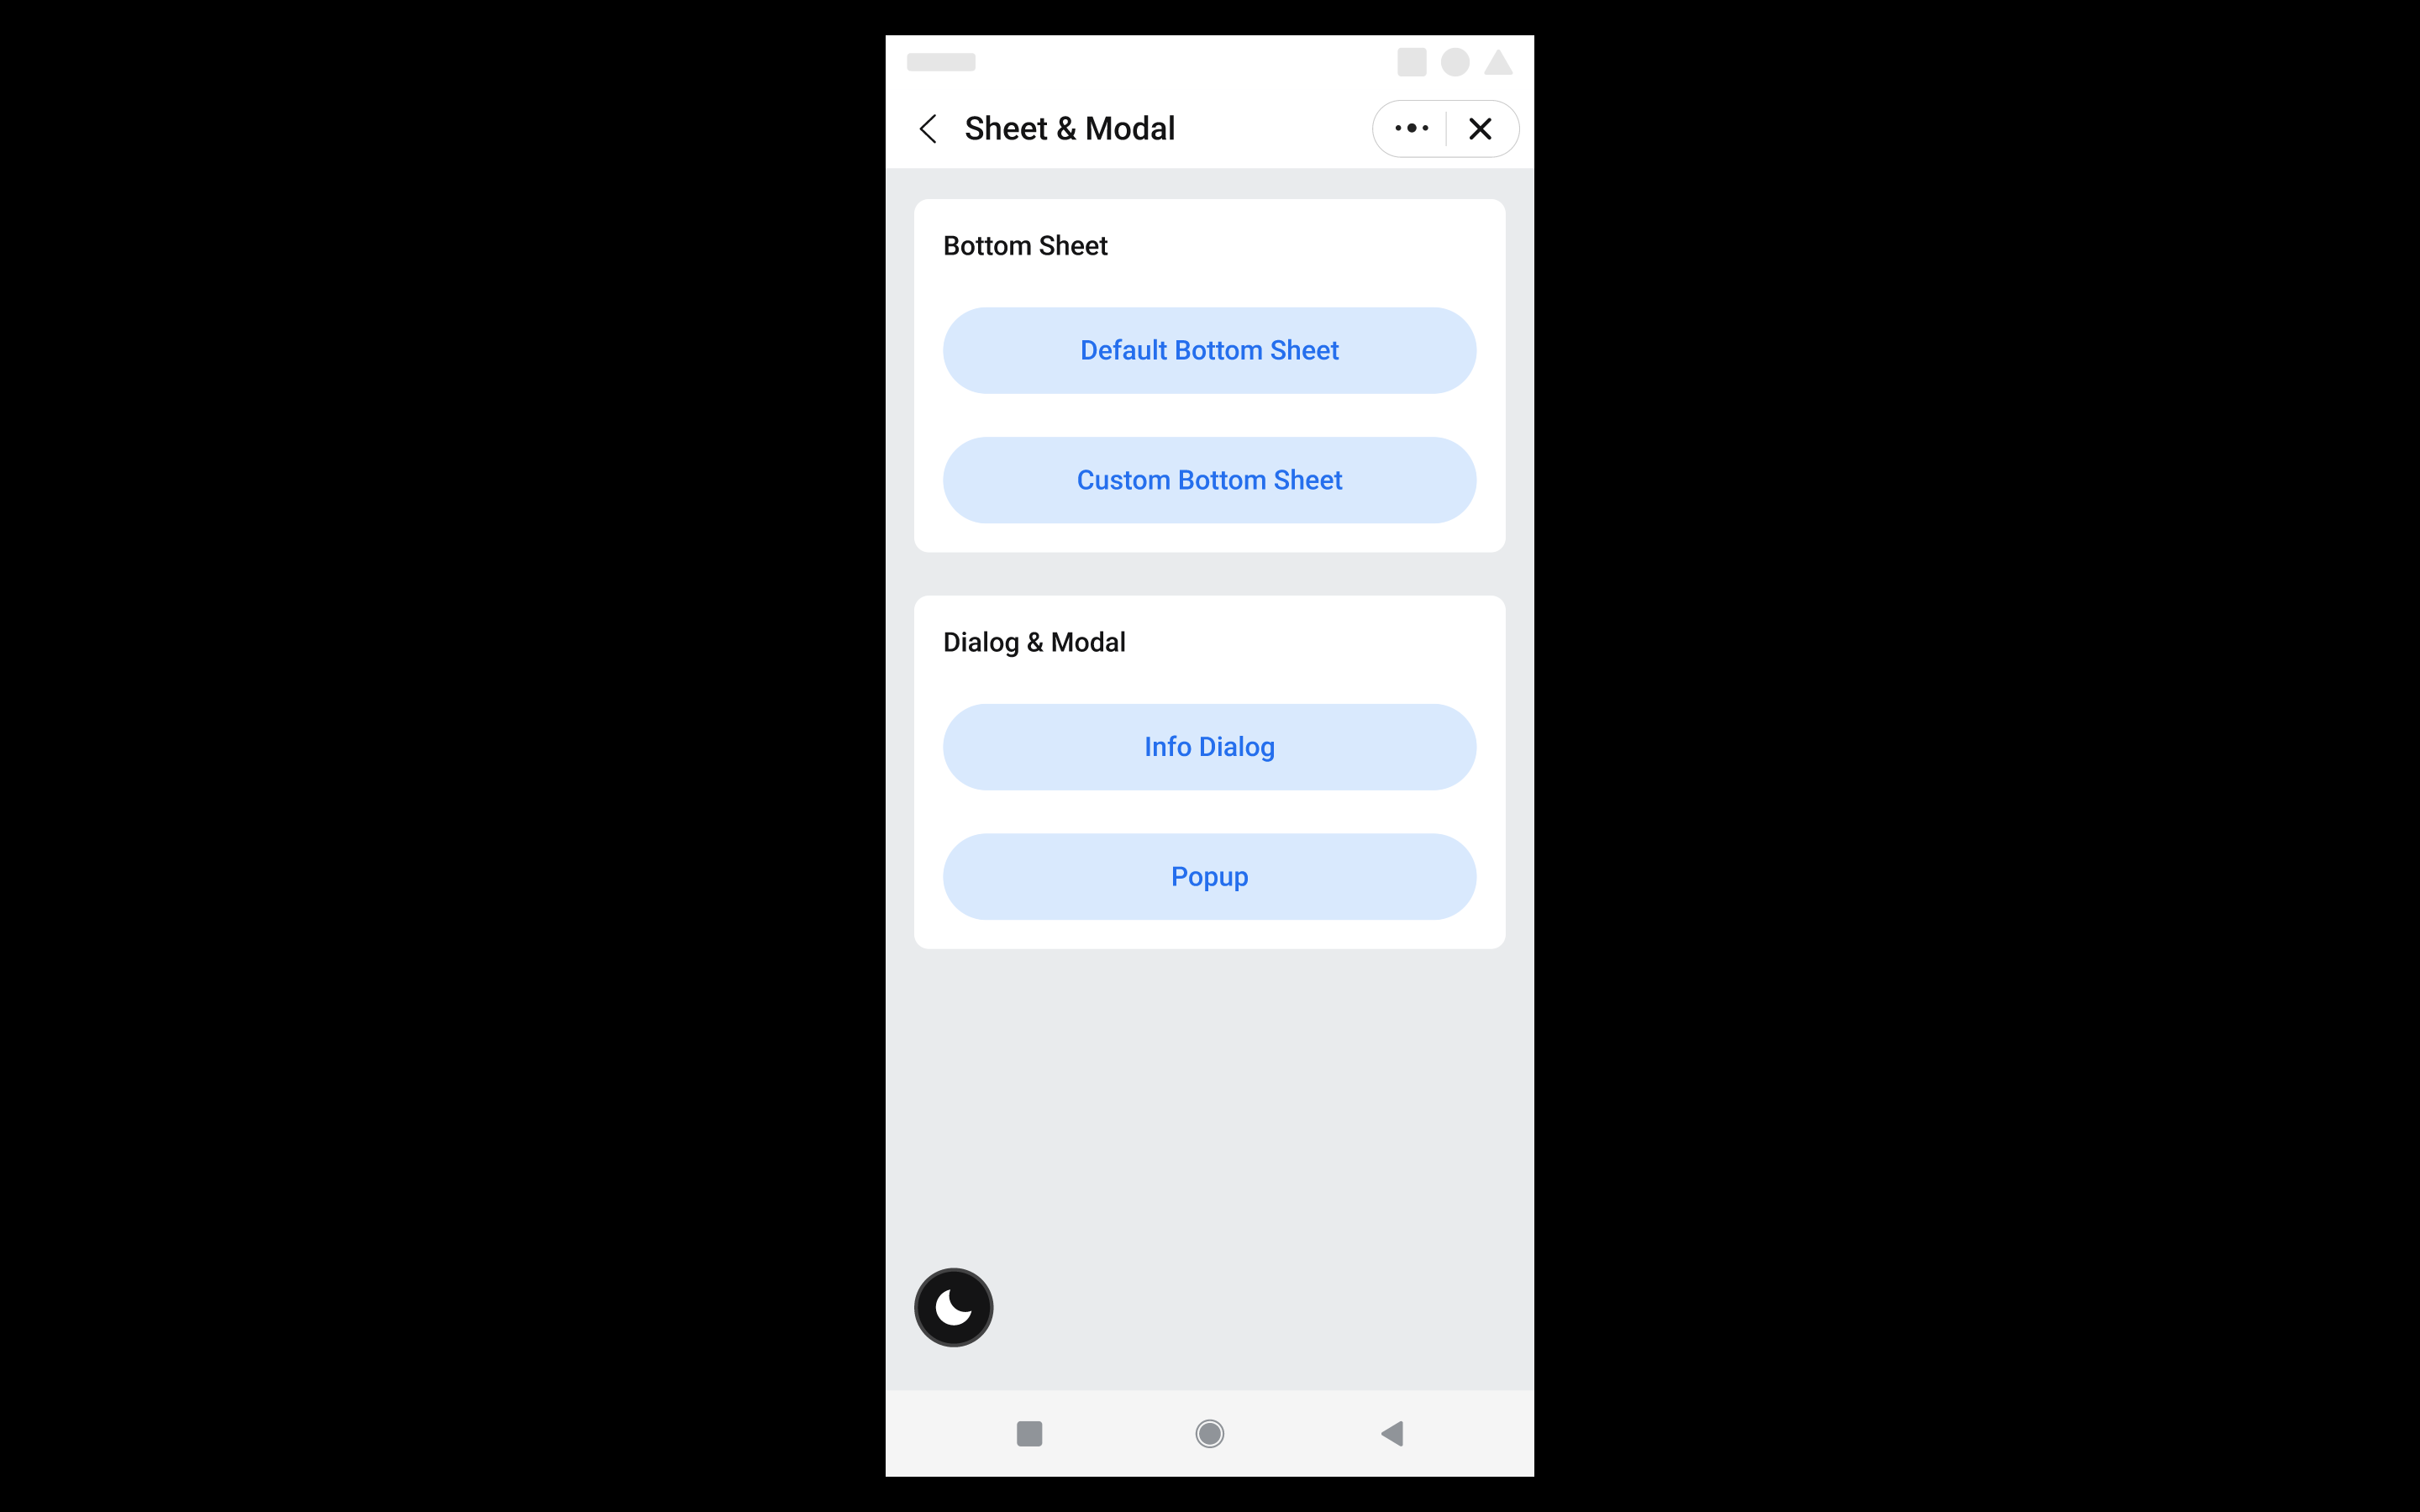 Sheet & Modal
Bottom Sheet
Default Bottom Sheet
Custom Bottom Sheet
Dialog & Modal
Info Dialog
Popup